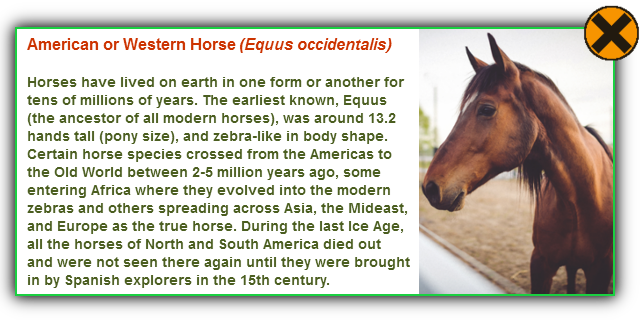 American or Western Horse (Equus occidentalis)
Horses have lived on earth in one form or another for
tens of millions of years. The earliest known, Equus
(the ancestor of all modern horses), was around 13.2
hands tall (pony size), and zebra-like in body shape.
Certain horse species crossed from the Americas to
the Old World between 2-5 million years ago, some
entering Africa where they evolved into the modern
zebras and others spreading across Asia, the Mideast,
and Europe as the true horse. During the last Ice Age,
all the horses of North and South America died out
and were not seen there again until they were brought
in by Spanish explorers in the 15th century.